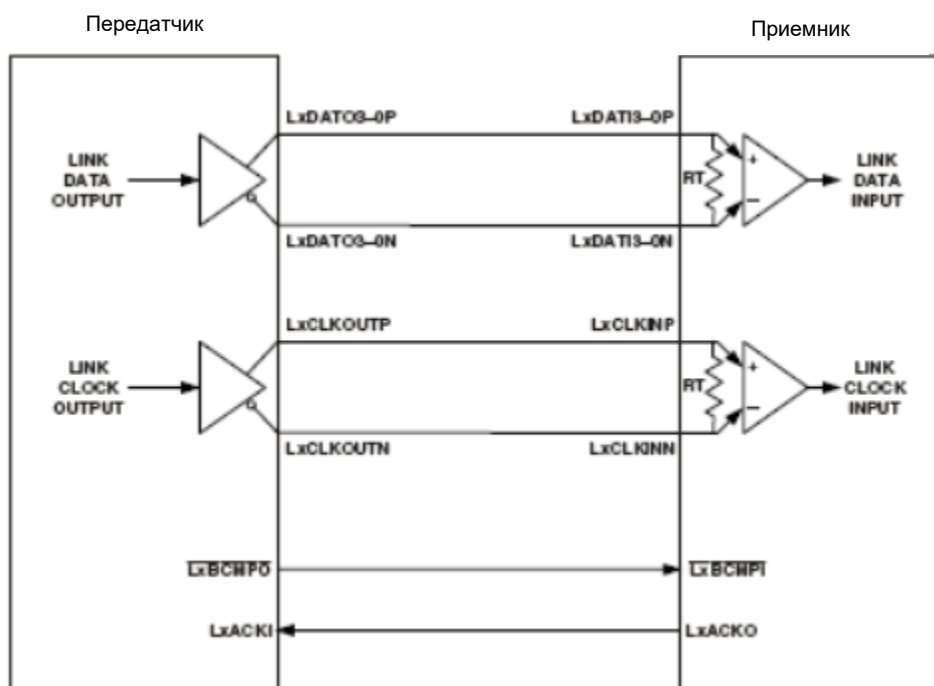 Передатчик
Приемник
LxDATO3–0P
LxDATI3–0P
LINK
DATA
OUTPUT
RT
+
–
LINK
DATA
INPUT
LxDATO3–0N
LxDATI3–0N
LxCLKOUTP
LxCLKINP
LINK
CLOCK
OUTPUT
RT
+
–
LINK
CLOCK
INPUT
LxCLKOUTN
LxCLKINN
LxBCMPO
LxBCMPI
LxACKI
LxACKO